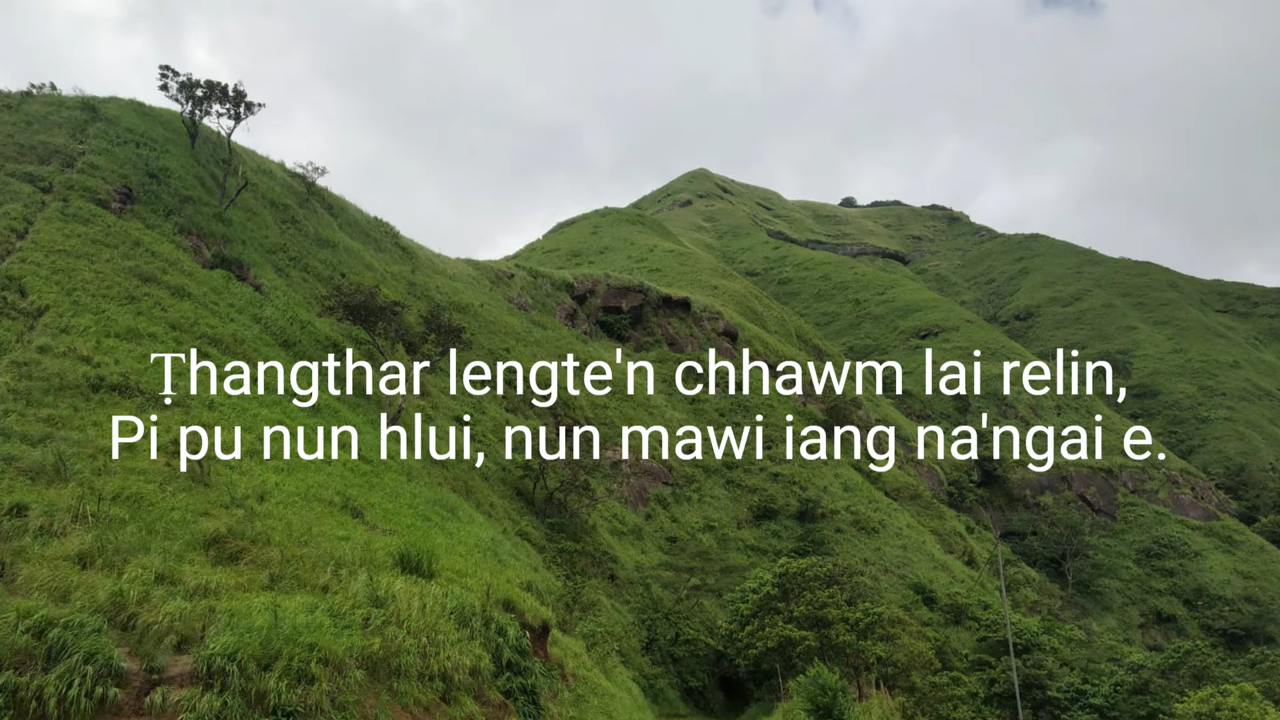 Ṭhangthar lengte'n chhawm lai relin,
Pi pu nun hlui, nun mawi iang na'ngai e.